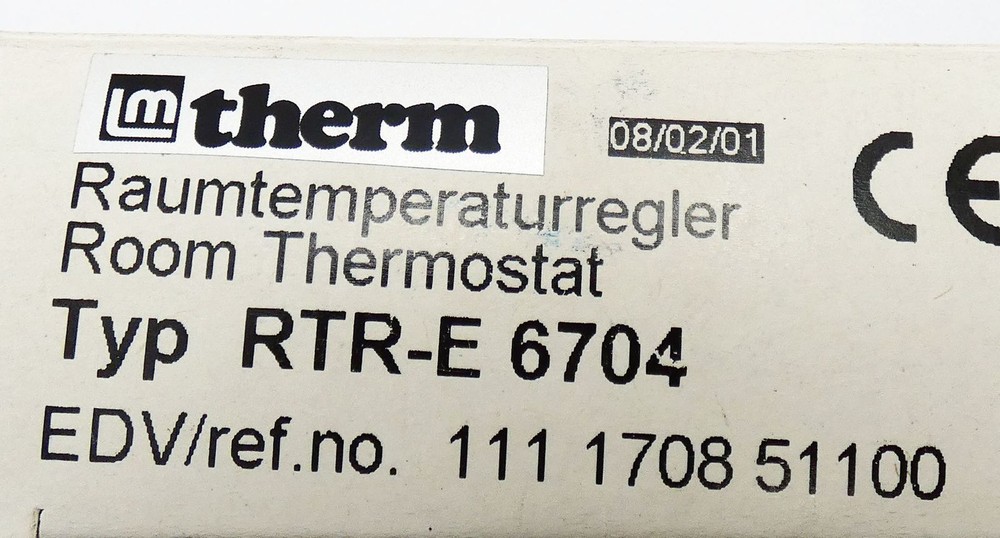 m therm
08/02/01
CE
Raumtemperaturregler
Room Thermostat
Typ RTR-E 6704
EDV/ref.no. 111 1708 51100